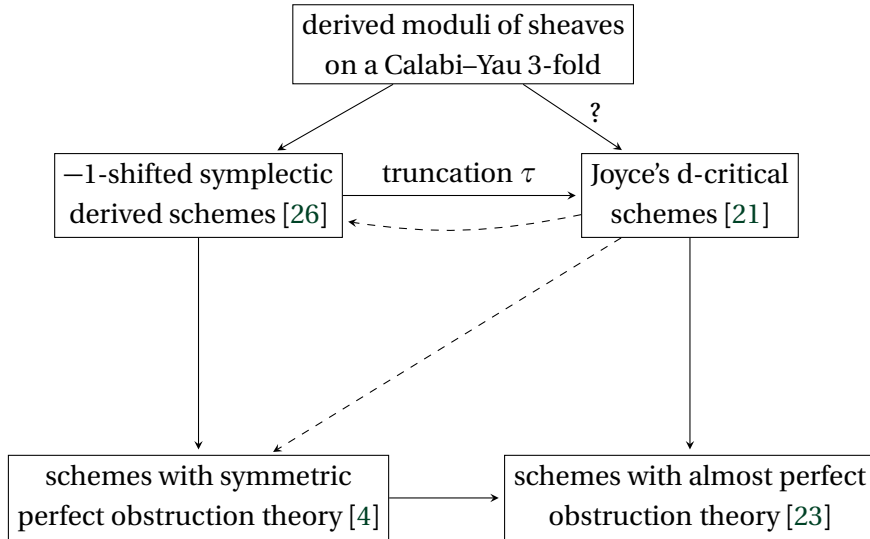 derived moduli of sheaves
on a Calabi–Yau 3-fold
?
−1-shifted symplectic
derived schemes [26]
truncation τ
Joyce's d-critical
schemes [21]
schemes with symmetric
perfect obstruction theory [4]
schemes with almost perfect
obstruction theory [23]